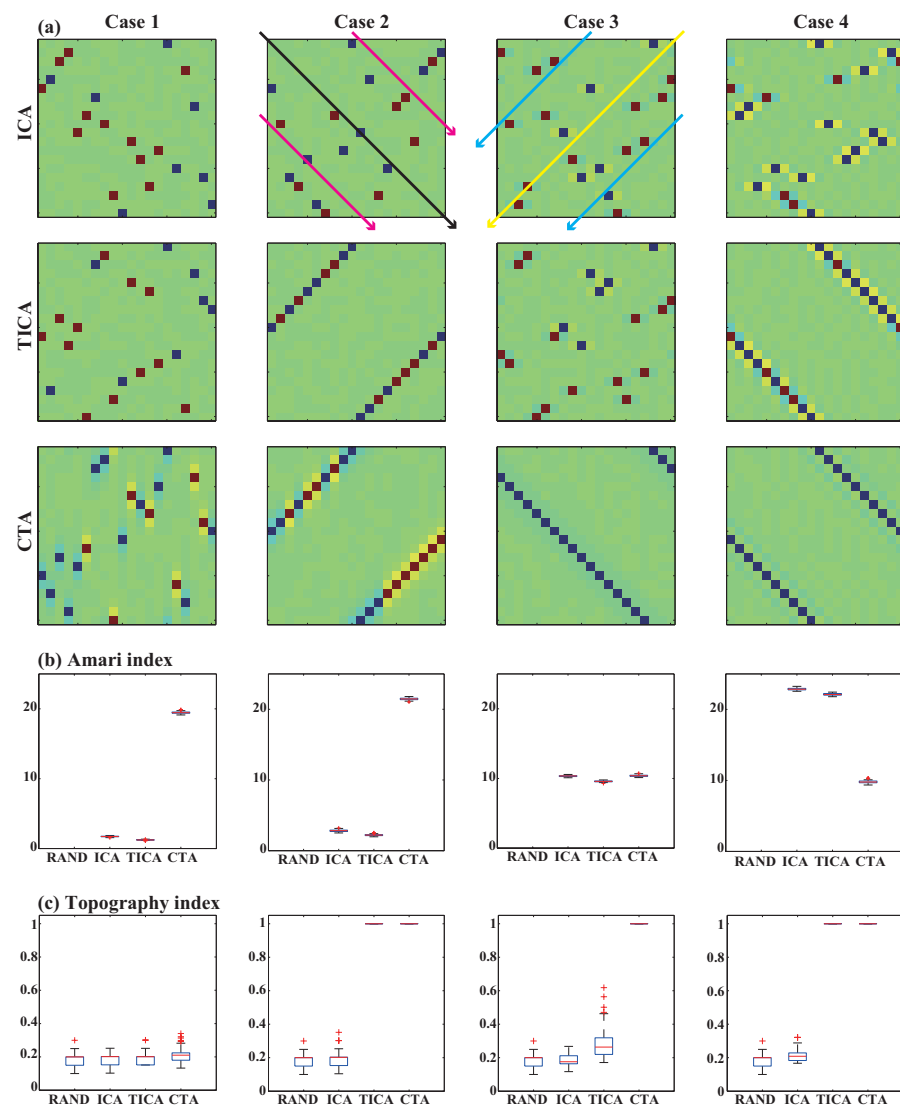 (a) Case 1 Case 2 Case 3 Case 4
ICA
TICA
CTA
(b) Amari index
20 20 20 20
10 10 10 10
0 0 0 0
RAND ICA TICA CTA RAND ICA TICA CTA RAND ICA TICA CTA RAND ICA TICA CTA
(c) Topography index
1 1 1 1
0.8 0.8 0.8 0.8
0.6 0.6 0.6 0.6
0.4 0.4 0.4 0.4
0.2 0.2 0.2 0.2
0 0 0 0
RAND ICA TICA CTA RAND ICA TICA CTA RAND ICA TICA CTA RAND ICA TICA CTA